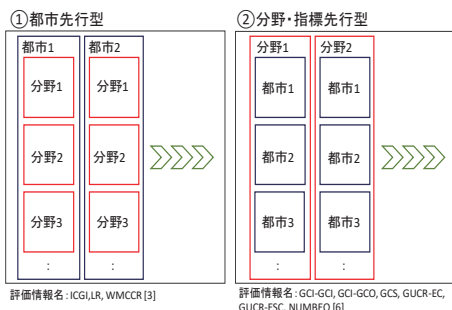 ①都市先行型
都市1 都市2
分野1 分野1
分野2 分野2
分野3 分野3
: :
評価情報名:ICGI,LR, WMCCR [3]
②分野・指標先行型
分野1 分野2
都市1 都市1
都市2 都市2
都市3 都市3
: :
評価情報名:GCI-GCI, GCI-GCO, GCS, GUCR-EC,
GUCR-ESC, NUMBEO [6]